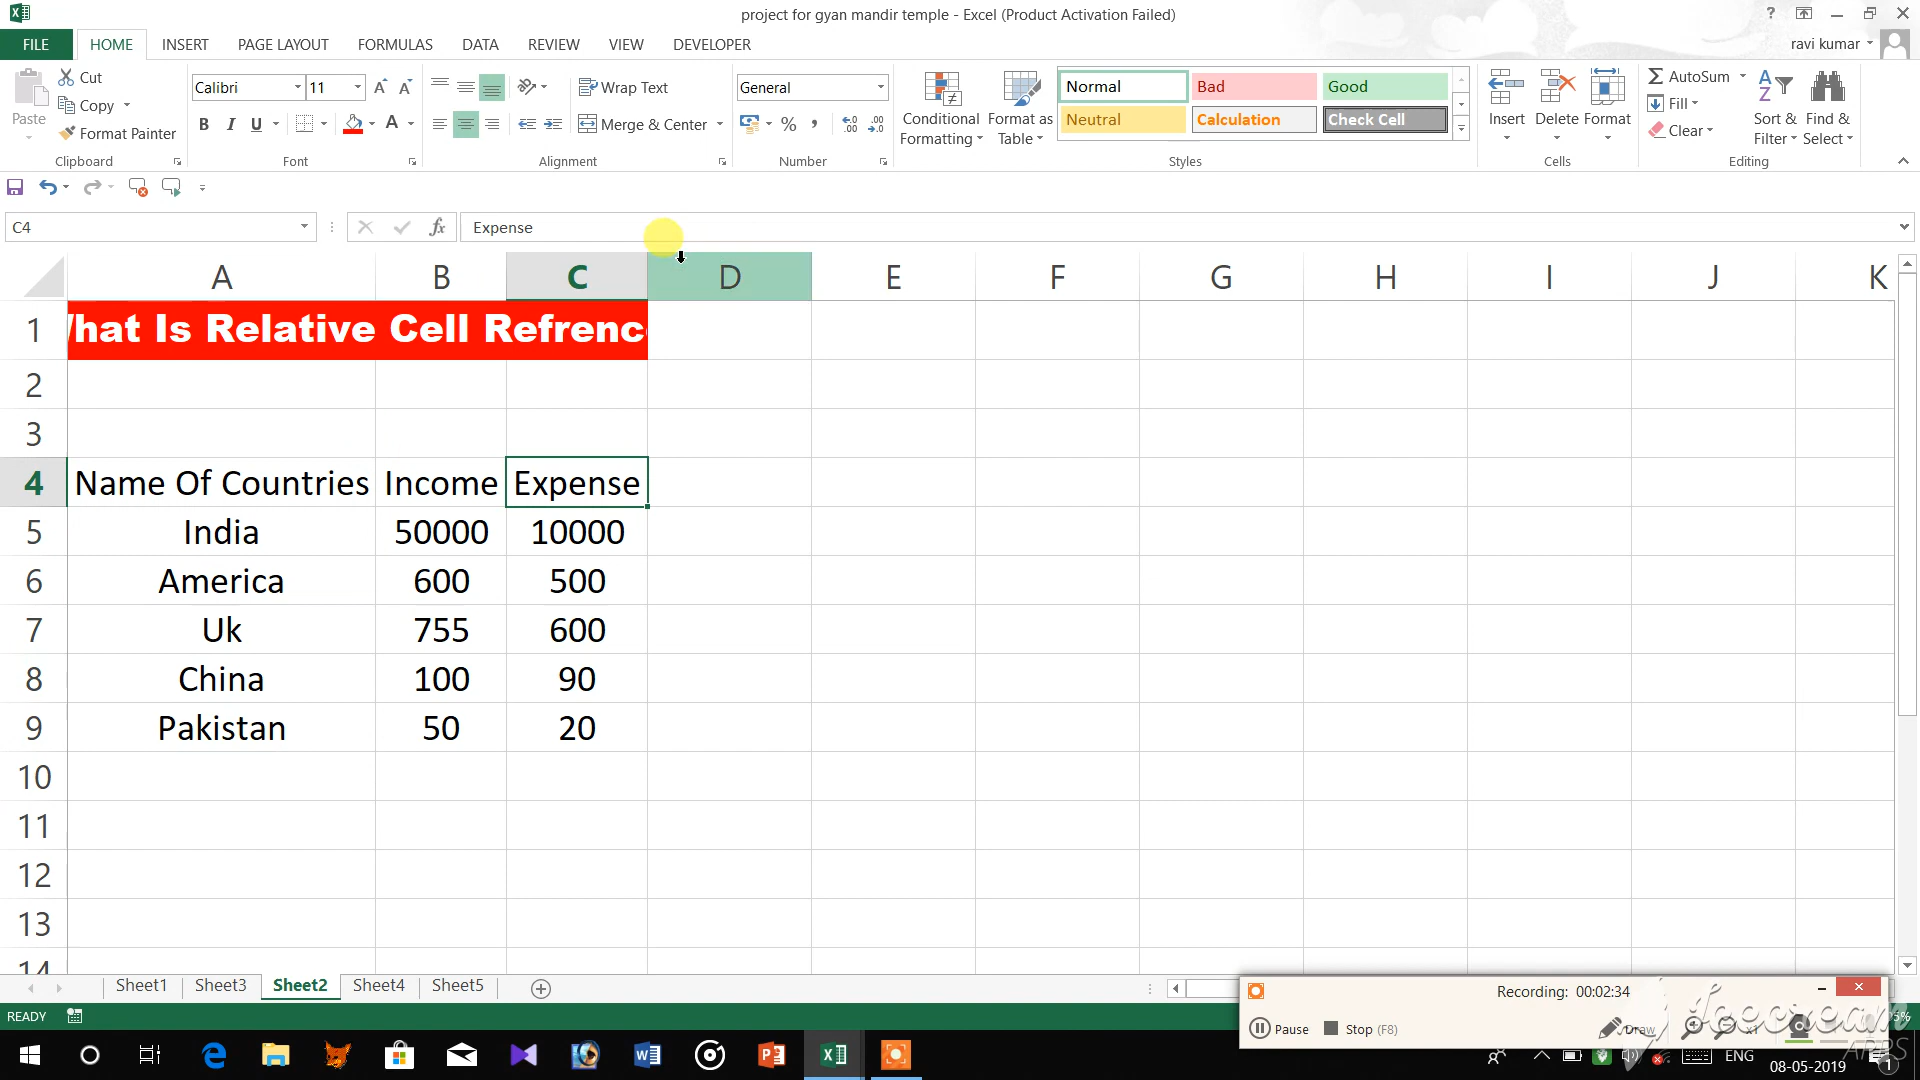 project for gyan mandir temple - Excel (Product Activation Failed)
?
FILE HOME INSERT PAGE LAYOUT FORMULAS DATA REVIEW VIEW DEVELOPER ravi kumar
Paste
Cut
Copy
Format Painter
Clipboard
Calibri 11
B I U
Font
Wrap Text
Merge & Center
Alignment
General
%
Number
Conditional Formatting
Format as Table
Normal Bad Good
Neutral Calculation Check Cell
Styles
Insert Delete Format
Cells
AutoSum
Fill
Clear
Sort & Filter
Find & Select
Editing
C4 fx Expense
A B C D E F G H I J K
1 hat Is Relative Cell Refrenc
2
3
4 Name Of Countries Income Expense
5 India 50000 10000
6 America 600 500
7 Uk 755 600
8 China 100 90
9 Pakistan 50 20
10
11
12
13
14
Sheet1 Sheet3 Sheet2 Sheet4 Sheet5
READY
Recording: 00:02:34
Pause Stop (F8) Draw
icecream
APPS
ENG
08-05-2019
1